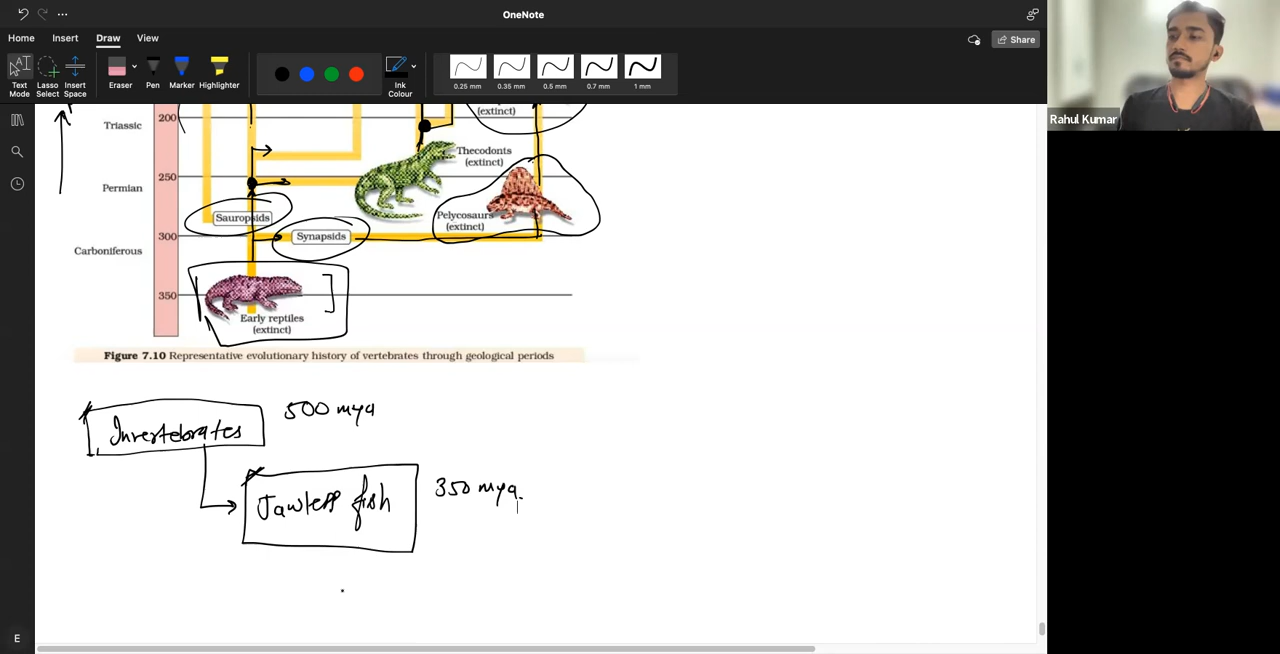 OneNote
Home Insert Draw View
Share
Text Mode
Lasso Select
Insert Space
Eraser
Pen
Marker
Highlighter
Ink Colour
0.25 mm
0.35 mm
0.5 mm
0.7 mm
1 mm
Rahul Kumar
200
Triassic
(extinct)
Thecodonts
(extinct)
250
Permian
Pelycosaurs
(extinct)
Sauropsids
300
Synapsids
Carboniferous
350
Early reptiles
(extinct)
Figure 7.10 Representative evolutionary history of vertebrates through geological periods
Invertebrates 500 mya
Jawless fish 350 mya.
E